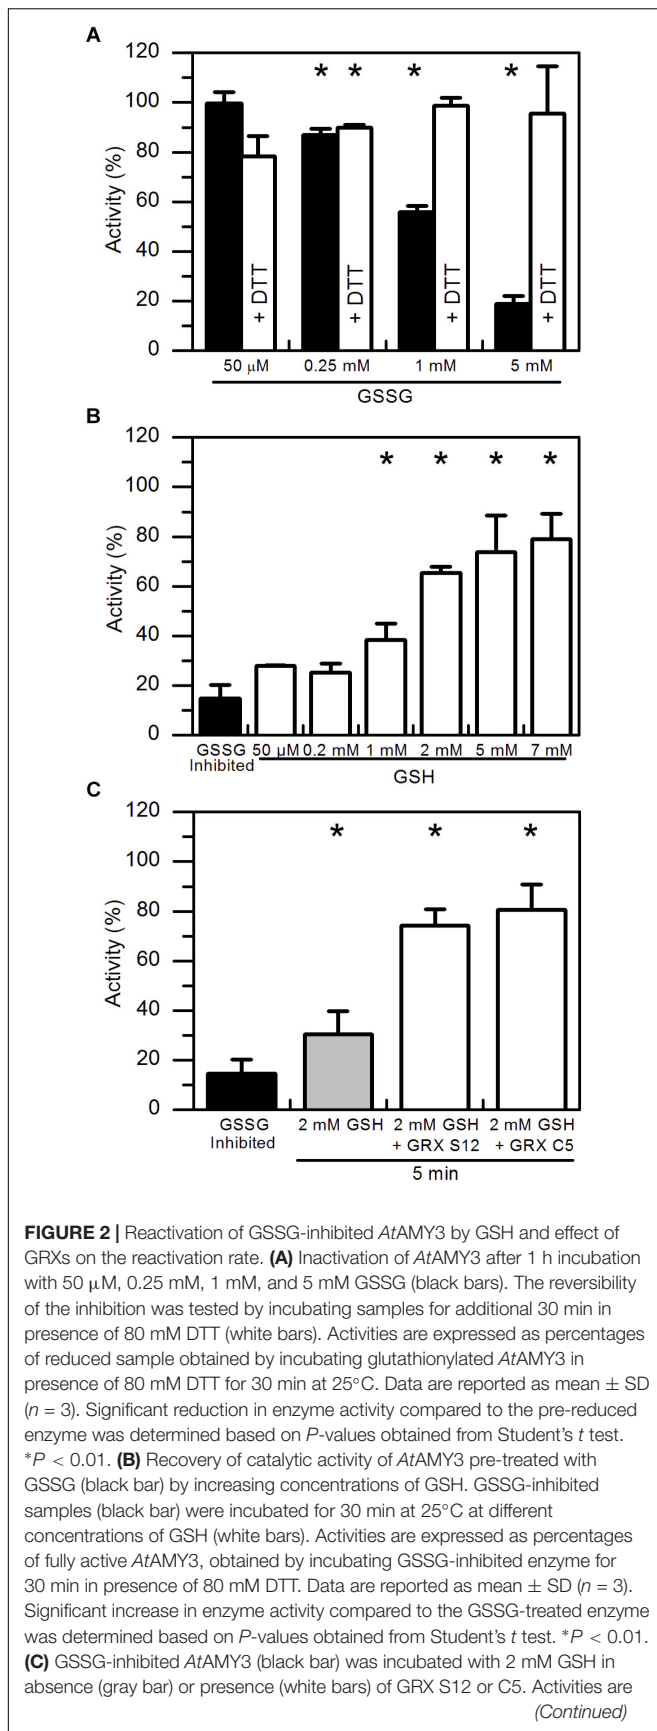 A
120
100
80
60
40
20
0
Activity (%)
* * * *
+ DTT + DTT + DTT + DTT
50 µM 0.25 mM 1 mM 5 mM
GSSG
B
120
100
80
60
40
20
0
Activity (%)
* * * *
GSSG Inhibited 50 µM 0.2 mM 1 mM 2 mM 5 mM 7 mM
GSH
C
120
100
80
60
40
20
0
Activity (%)
* * *
GSSG 2 mM GSH 2 mM GSH 2 mM GSH
Inhibited + GRX S12 + GRX C5
5 min
FIGURE 2 | Reactivation of GSSG-inhibited AtAMY3 by GSH and effect of
GRXs on the reactivation rate. (A) Inactivation of AtAMY3 after 1 h incubation
with 50 µM, 0.25 mM, 1 mM, and 5 mM GSSG (black bars). The reversibility
of the inhibition was tested by incubating samples for additional 30 min in
presence of 80 mM DTT (white bars). Activities are expressed as percentages
of reduced sample obtained by incubating glutathionylated AtAMY3 in
presence of 80 mM DTT for 30 min at 25°C. Data are reported as mean ± SD
(n = 3). Significant reduction in enzyme activity compared to the pre-reduced
enzyme was determined based on P-values obtained from Student's t test.
*P < 0.01. (B) Recovery of catalytic activity of AtAMY3 pre-treated with
GSSG (black bar) by increasing concentrations of GSH. GSSG-inhibited
samples (black bar) were incubated for 30 min at 25°C at different
concentrations of GSH (white bars). Activities are expressed as percentages
of fully active AtAMY3, obtained by incubating GSSG-inhibited enzyme for
30 min in presence of 80 mM DTT. Data are reported as mean ± SD (n = 3).
Significant increase in enzyme activity compared to the GSSG-treated enzyme
was determined based on P-values obtained from Student's t test. *P < 0.01.
(C) GSSG-inhibited AtAMY3 (black bar) was incubated with 2 mM GSH in
absence (gray bar) or presence (white bars) of GRX S12 or C5. Activities are
(Continued)